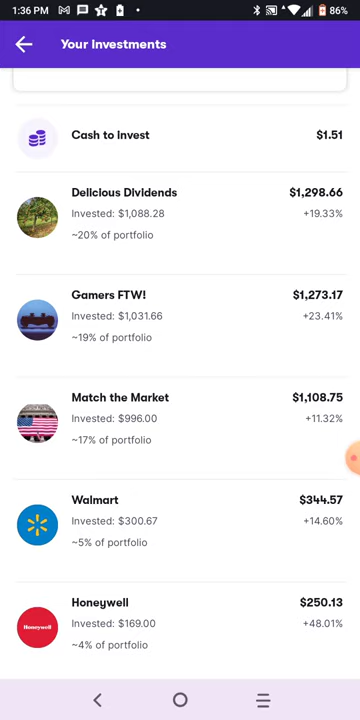 1:36 PM
86%
Your Investments
Cash to Invest
$1.51
Delicious Dividends
$1,298.66
Invested: $1,088.28
+19.33%
~20% of portfolio
Gamers FTW!
$1,273.17
Invested: $1,031.66
+23.41%
~19% of portfolio
Match the Market
$1,108.75
Invested: $996.00
+11.32%
~17% of portfolio
Walmart
$344.57
Invested: $300.67
+14.60%
~5% of portfolio
Honeywell
$250.13
Invested: $169.00
Honeywell
+48.01%
~4% of portfolio